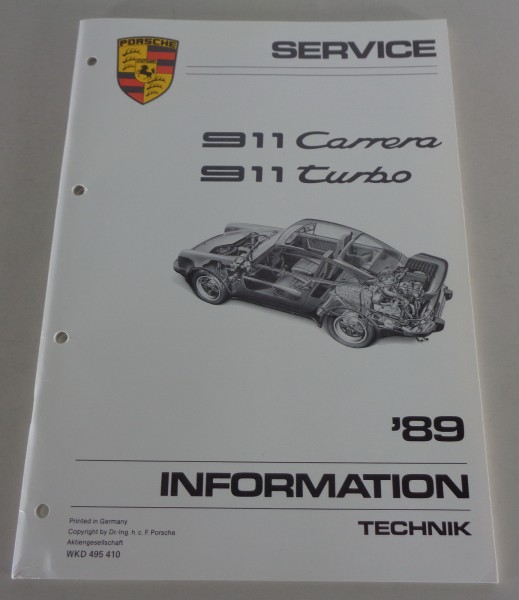 PORSCHE
SERVICE
911 Carrera
911 turbo
'89
INFORMATION
TECHNIK
Printed in Germany
Copyright by Dr.-Ing. h. c. F. Porsche
Aktiengesellschaft
WKD 495 410